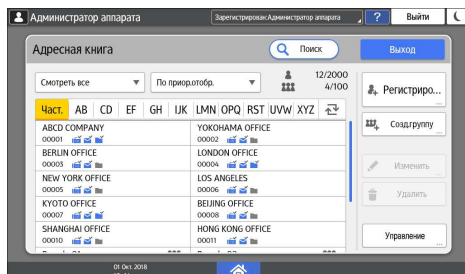 Администратор аппарата
Зарегистрирован:Администратор аппарата
?
Выйти
Адресная книга
Поиск
Выход
Смотреть все
По приор.отобр.
12/2000
4/100
Регистриро...
Част. AB CD EF GH IJK LMN OPQ RST UVW XYZ
Создгруппу
ABCD COMPANY
00001
YOKOHAMA OFFICE
00002
BERLIN OFFICE
00003
LONDON OFFICE
00004
Изменить
NEW YORK OFFICE
00005
LOS ANGELES
00006
Удалить
KYOTO OFFICE
00007
BEIJING OFFICE
00008
SHANGHAI OFFICE
00010
HONG KONG OFFICE
00011
Управление
01 Окт. 2018